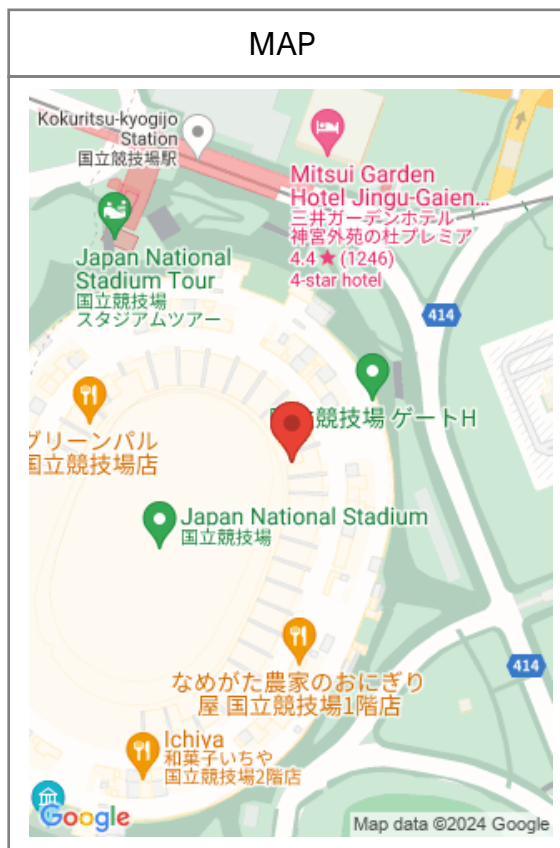 MAP
Kokuritsu-kyogijo
Station
国立競技場駅
Mitsui Garden
Hotel Jingu-Gaien...
三井ガーデンホテル
神宮外苑の杜プレミア
4.4★(1246)
4-star hotel
Japan National
Stadium Tour
国立競技場
スタジアムツアー
414
競技場 ゲートH
グリーンパル
国立競技場店
Japan National Stadium
国立競技場
なめがた農家のおにぎり
屋 国立競技場1階店
414
Ichiya
和菓子いちや
国立競技場2階店
Google
Map data ©2024 Google